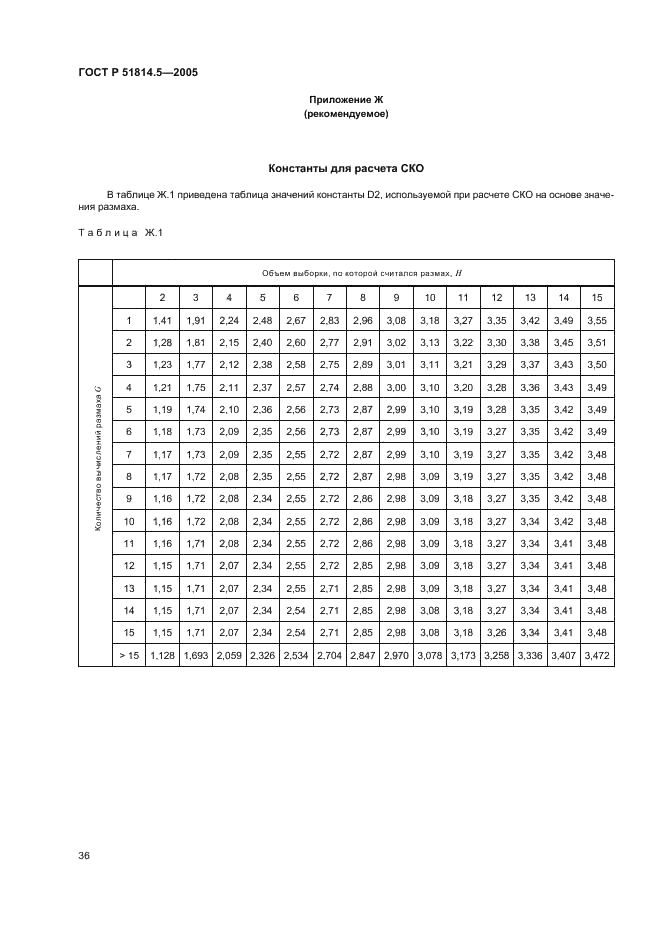 ГОСТ Р 51814.5—2005
Приложение Ж
(рекомендуемое)
Константы для расчета СКО
В таблице Ж.1 приведена таблица значений константы D2, используемой при расчете СКО на основе значе-
ния размаха.
Таблица Ж.1
Объем выборки, по которой считался размах, H
Количество вычислений размаха G
2 3 4 5 6 7 8 9 10 11 12 13 14 15
1 1,41 1,91 2,24 2,48 2,67 2,83 2,96 3,08 3,18 3,27 3,35 3,42 3,49 3,55
2 1,28 1,81 2,15 2,40 2,60 2,77 2,91 3,02 3,13 3,22 3,30 3,38 3,45 3,51
3 1,23 1,77 2,12 2,38 2,58 2,75 2,89 3,01 3,11 3,21 3,29 3,37 3,43 3,50
4 1,21 1,75 2,11 2,37 2,57 2,74 2,88 3,00 3,10 3,20 3,28 3,36 3,43 3,49
5 1,19 1,74 2,10 2,36 2,56 2,73 2,87 2,99 3,10 3,19 3,28 3,35 3,42 3,49
6 1,18 1,73 2,09 2,35 2,56 2,73 2,87 2,99 3,10 3,19 3,27 3,35 3,42 3,49
7 1,17 1,73 2,09 2,35 2,55 2,72 2,87 2,99 3,10 3,19 3,27 3,35 3,42 3,48
8 1,17 1,72 2,08 2,35 2,55 2,72 2,87 2,98 3,09 3,19 3,27 3,35 3,42 3,48
9 1,16 1,72 2,08 2,34 2,55 2,72 2,86 2,98 3,09 3,18 3,27 3,35 3,42 3,48
10 1,16 1,72 2,08 2,34 2,55 2,72 2,86 2,98 3,09 3,18 3,27 3,34 3,42 3,48
11 1,16 1,71 2,08 2,34 2,55 2,72 2,86 2,98 3,09 3,18 3,27 3,34 3,41 3,48
12 1,15 1,71 2,07 2,34 2,55 2,72 2,85 2,98 3,09 3,18 3,27 3,34 3,41 3,48
13 1,15 1,71 2,07 2,34 2,55 2,71 2,85 2,98 3,09 3,18 3,27 3,34 3,41 3,48
14 1,15 1,71 2,07 2,34 2,54 2,71 2,85 2,98 3,08 3,18 3,27 3,34 3,41 3,48
15 1,15 1,71 2,07 2,34 2,54 2,71 2,85 2,98 3,08 3,18 3,26 3,34 3,41 3,48
> 15 1,128 1,693 2,059 2,326 2,534 2,704 2,847 2,970 3,078 3,173 3,258 3,336 3,407 3,472
36